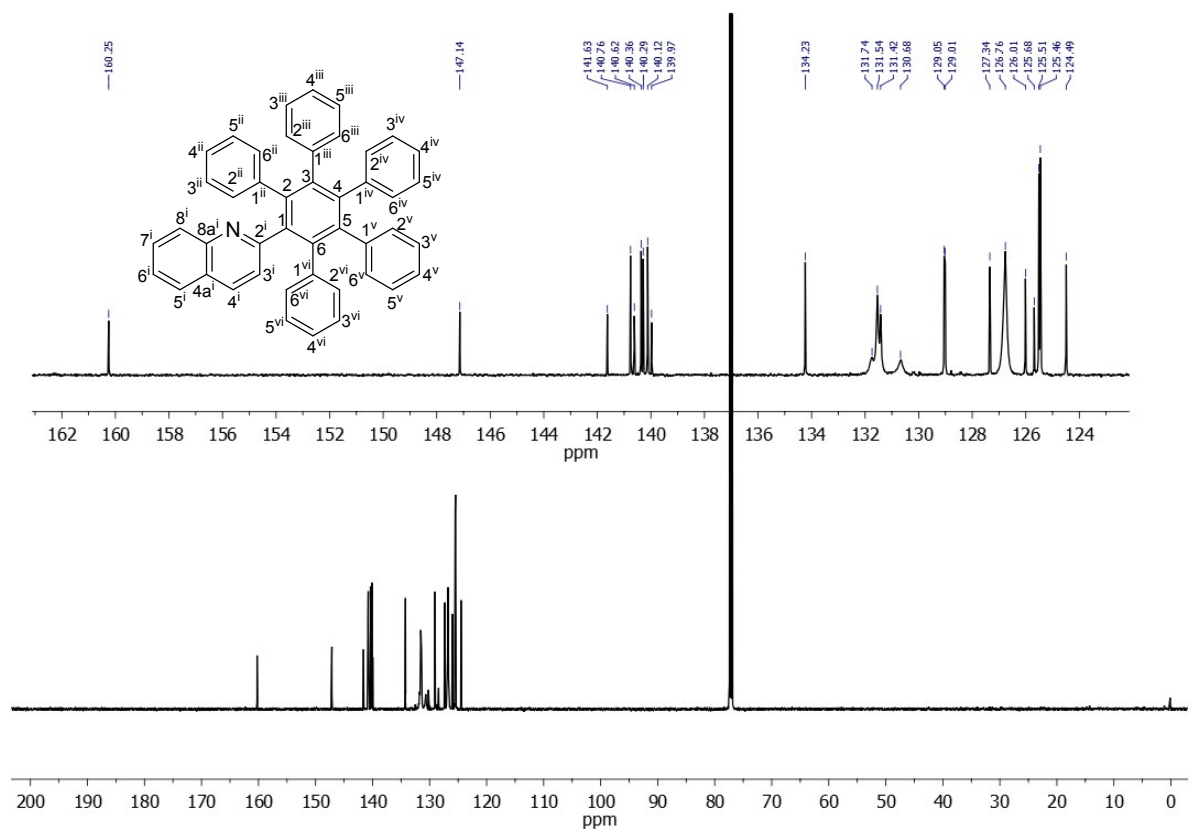 160.25
147.14
141.63
140.76
140.62
140.36
140.29
140.12
139.97
134.23
131.74
131.54
131.42
130.68
129.05
129.01
127.34
126.76
126.01
125.68
125.51
125.46
124.49
4iii
3iii 5iii
2iii 6iii
1iii
5ii
4ii 6ii
3ii 2ii
1ii
3iv
2iv 4iv
5iv
1iv 6iv
2 3 4
1 5
6
8i 8ai N 2i
7i
6i 3i
5i 4ai 4i
1v 2v
3v
6v 4v
5v
1vi 2vi
6vi
5vi 3vi
4vi
162 160 158 156 154 152 150 148 146 144 142 140 138 136 134 132 130 128 126 124
ppm
200 190 180 170 160 150 140 130 120 110 100 90 80 70 60 50 40 30 20 10 0
ppm